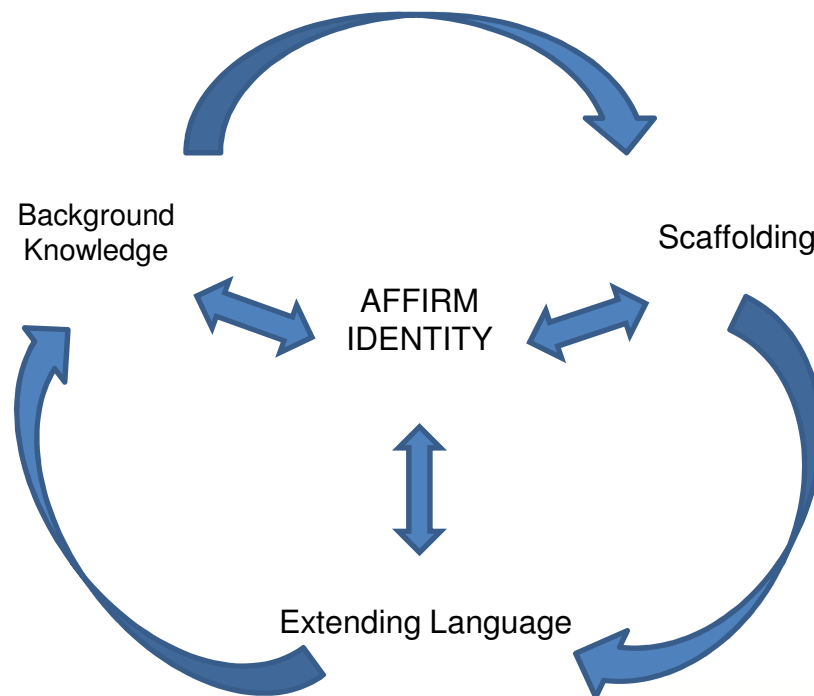 Background
Knowledge
Scaffolding
AFFIRM
IDENTITY
Extending Language